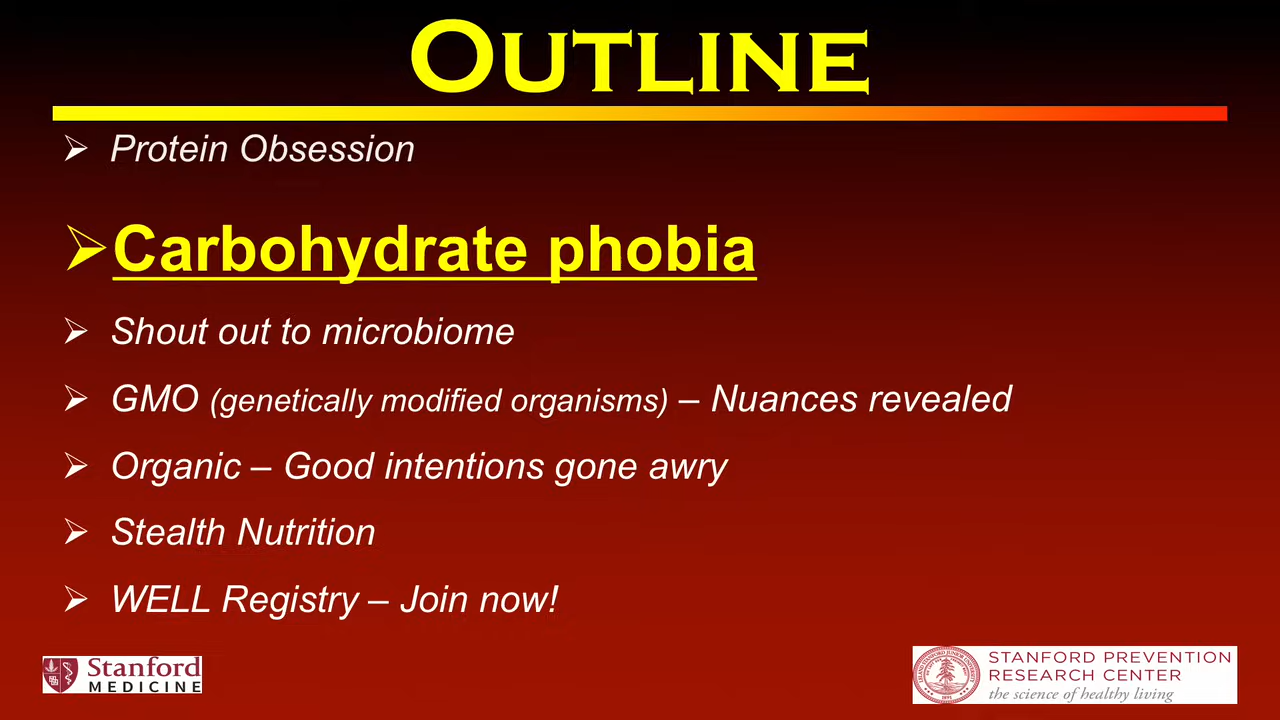 OUTLINE
➢ Protein Obsession
➢Carbohydrate phobia
➢ Shout out to microbiome
➢ GMO (genetically modified organisms) – Nuances revealed
➢ Organic – Good intentions gone awry
➢ Stealth Nutrition
➢ WELL Registry – Join now!
Stanford
MEDICINE
STANFORD PREVENTION
RESEARCH CENTER
the science of healthy living